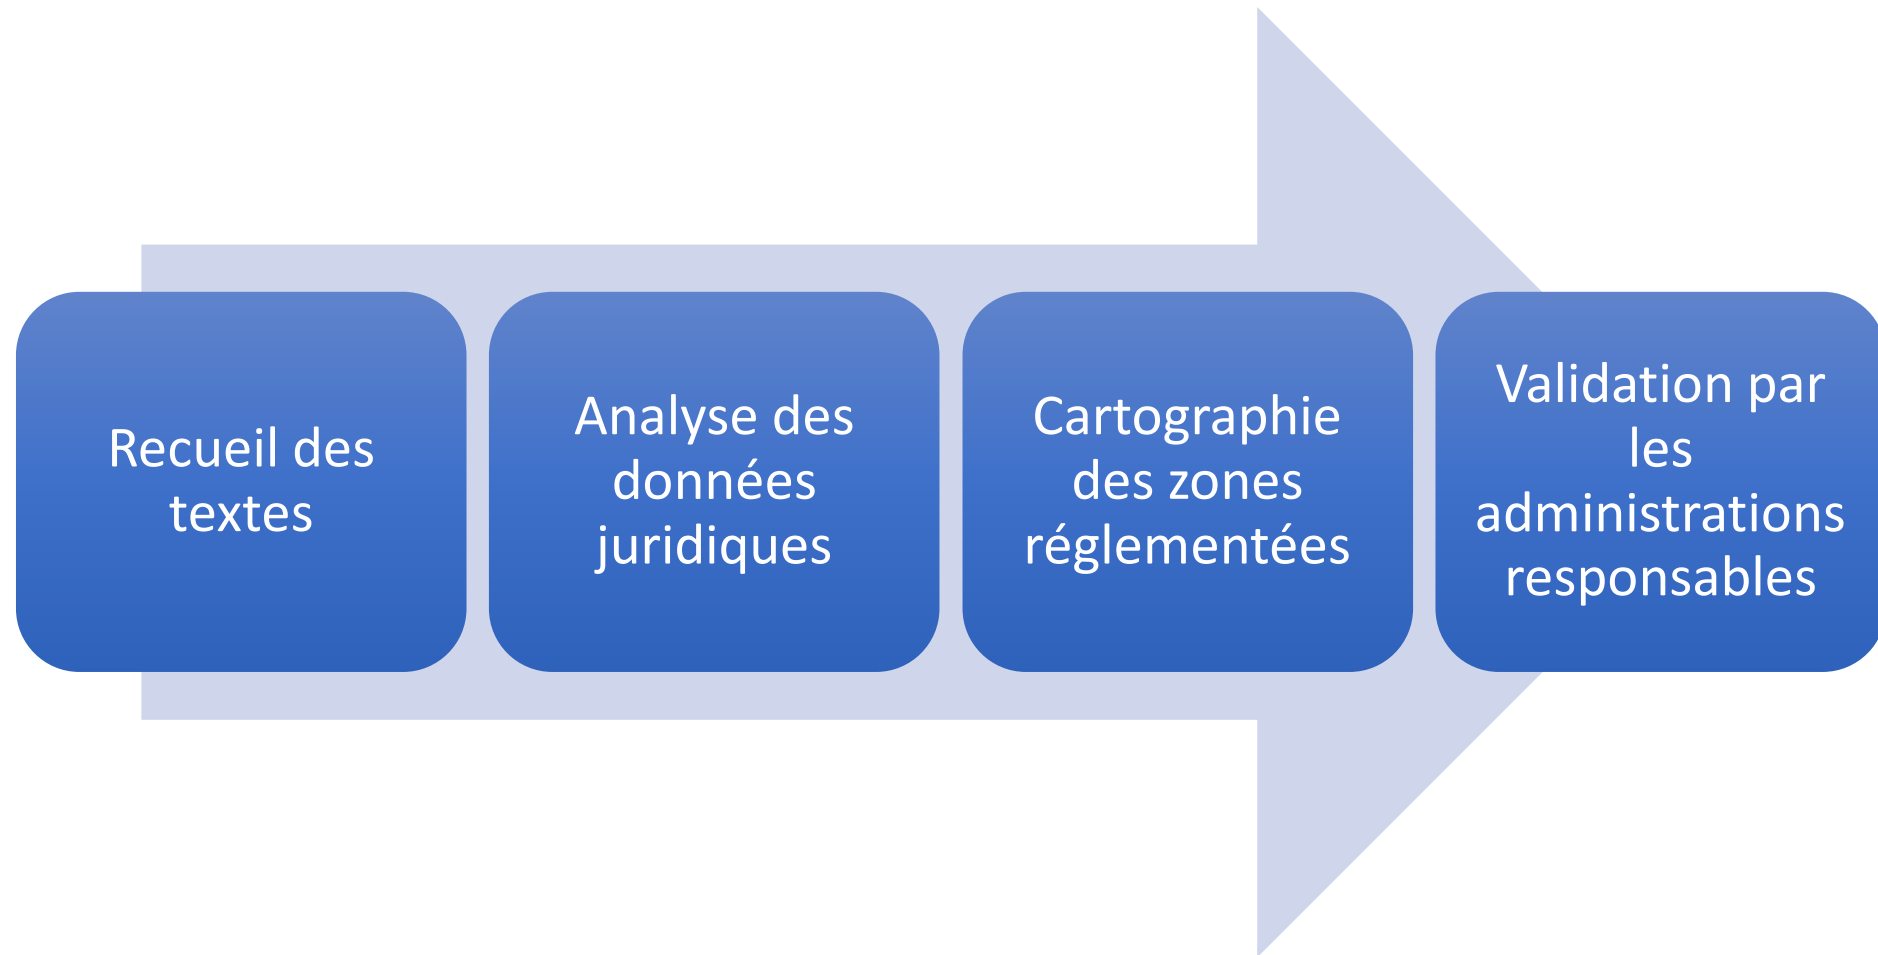 Recueil des
textes
Analyse des
données
juridiques
Cartographie
des zones
réglementées
Validation par
les
administrations
responsables